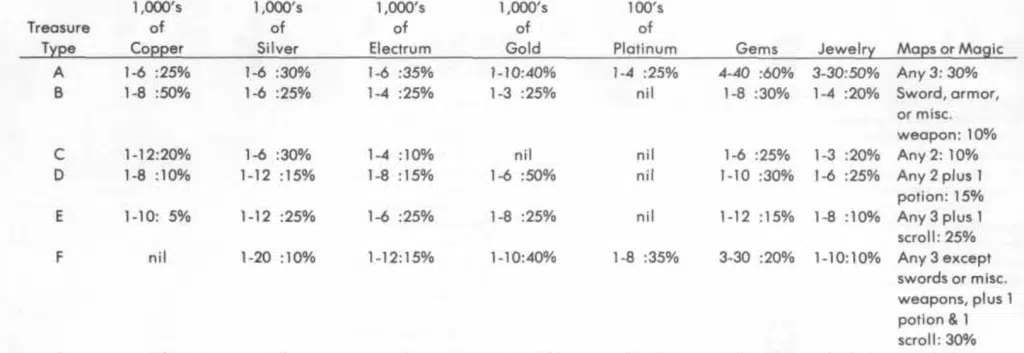 1,000's 1,000's 1,000's 1,000's 100's
Treasure of of of of of
Type Copper Silver Electrum Gold Platinum Gems Jewelry Maps or Magic
A 1-6 :25% 1-6 :30% 1-6 :35% 1-10:40% 1-4 :25% 4-40 :60% 3-30:50% Any 3: 30%
B 1-8 :50% 1-6 :25% 1-4 :25% 1-3 :25% nil 1-8 :30% 1-4 :20% Sword, armor,
or misc.
weapon: 10%
C 1-12:20% 1-6 :30% 1-4 :10% nil nil 1-6 :25% 1-3 :20% Any 2: 10%
D 1-8 :10% 1-12 :15% 1-8 :15% 1-6 :50% nil 1-10 :30% 1-6 :25% Any 2 plus 1
potion: 15%
E 1-10: 5% 1-12 :25% 1-6 :25% 1-8 :25% nil 1-12 :15% 1-8 :10% Any 3 plus 1
scroll: 25%
F nil 1-20 :10% 1-12:15% 1-10:40% 1-8 :35% 3-30 :20% 1-10:10% Any 3 except
swords or misc.
weapons, plus 1
potion & 1
scroll: 30%